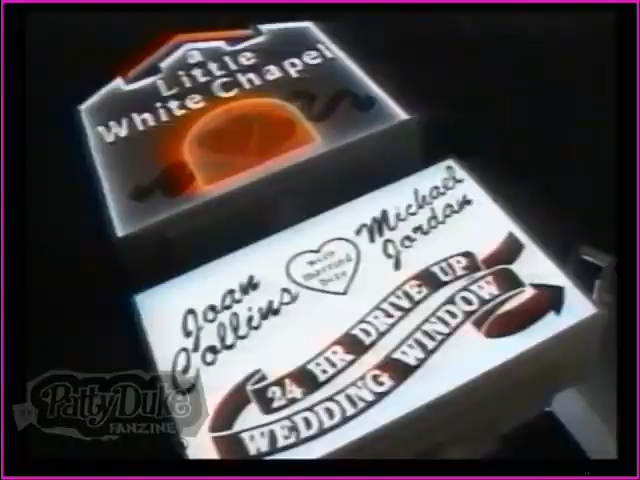 a
Little
White Chapel
Joan
Collins
were
married
here
Michael
Jordan
24 HR DRIVE UP
WEDDING WINDOW
PattyDuke
FANZINE